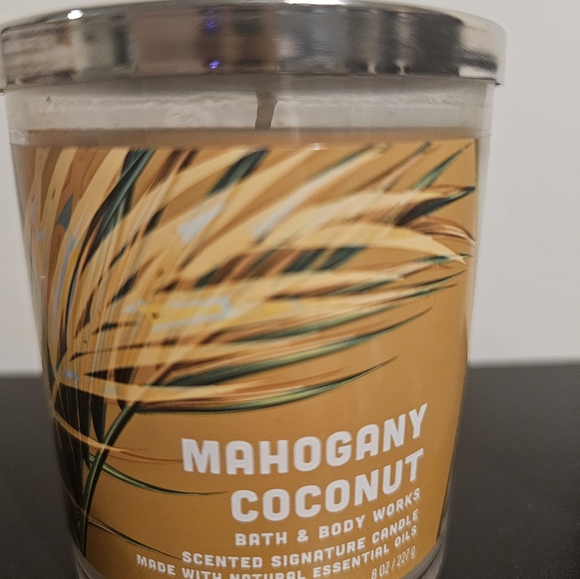 MAHOGANY
COCONUT
BATH & BODY WORKS
SCENTED SIGNATURE CANDLE
MADE WITH NATURAL ESSENTIAL OILS
8 OZ / 227 g